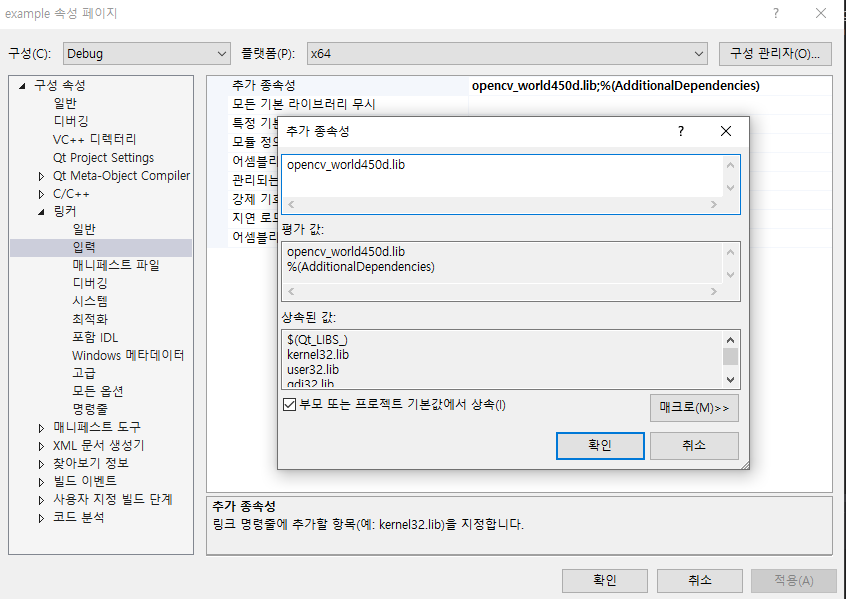 example 속성 페이지
?
구성(C): Debug 플랫폼(P): x64 구성 관리자(O)...
구성 속성
일반
디버깅
VC++ 디렉터리
Qt Project Settings
Qt Meta-Object Compiler
C/C++
링커
일반
입력
매니페스트 파일
디버깅
시스템
최적화
포함 IDL
Windows 메타데이터
고급
모든 옵션
명령줄
매니페스트 도구
XML 문서 생성기
찾아보기 정보
빌드 이벤트
사용자 지정 빌드 단계
코드 분석
추가 종속성 opencv_world450d.lib;%(AdditionalDependencies)
모든 기본 라이브러리 무시
특정 기본
모듈 정의
어셈블리
관리되는
강제 기호
지연 로드
어셈블리
추가 종속성 ?
opencv_world450d.lib
평가 값:
opencv_world450d.lib
%(AdditionalDependencies)
상속된 값:
$(Qt_LIBS_)
kernel32.lib
user32.lib
gdi32.lib
부모 또는 프로젝트 기본값에서 상속(I)
매크로(M)>>
확인 취소
추가 종속성
링크 명령줄에 추가할 항목(예: kernel32.lib)을 지정합니다.
확인 취소 적용(A)